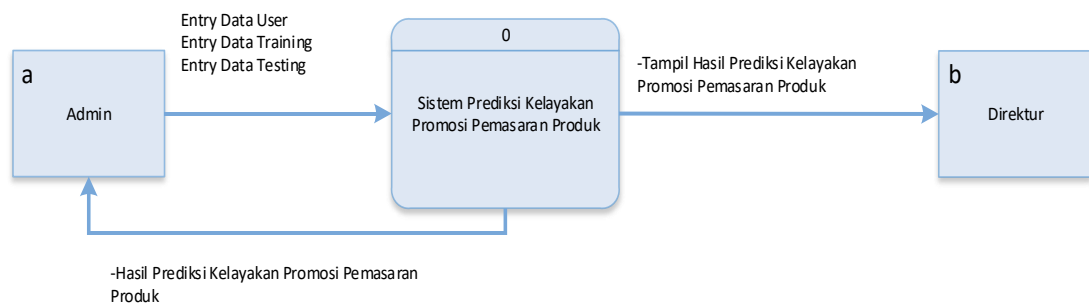 Entry Data User
Entry Data Training
Entry Data Testing
a
Admin
0
Sistem Prediksi Kelayakan
Promosi Pemasaran Produk
-Tampil Hasil Prediksi Kelayakan
Promosi Pemasaran Produk
b
Direktur
-Hasil Prediksi Kelayakan Promosi Pemasaran
Produk